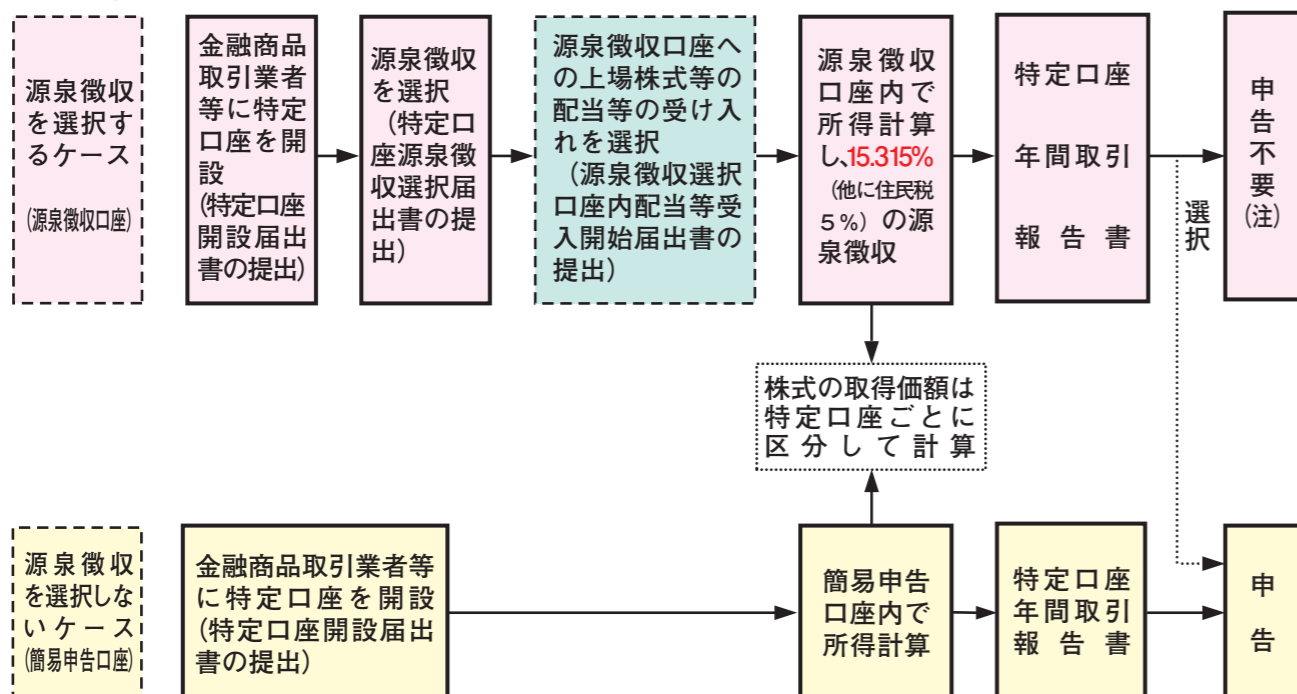 源泉徴収
を選択す
るケース
(源泉徴収口座)
金融商品
取引業者
等に特定
口座を開
設
(特定口座
開設届出
書の提出)
源泉徴収
を選択
(特定口
座源泉徴
収選択届
出書の提
出)
源泉徴収口座へ
の上場株式等の
配当等の受け入
れを選択
(源泉徴収選択
口座内配当等受
入開始届出書の
提出)
源泉徴収
口座内で
所得計算
し、15.315%
(他に住民税
5%)の源
泉徴収
特定口座
年間取引
報告書
選択
申告不要(注)
株式の取得価額は
特定口座ごとに
区分して計算
源泉徴収
を選択しな
いケース
(簡易申告口座)
金融商品取引業者等
に特定口座を開設
(特定口座開設届出
書の提出)
簡易申告
口座内で
所得計算
特定口座
年間取引
報告書
申告